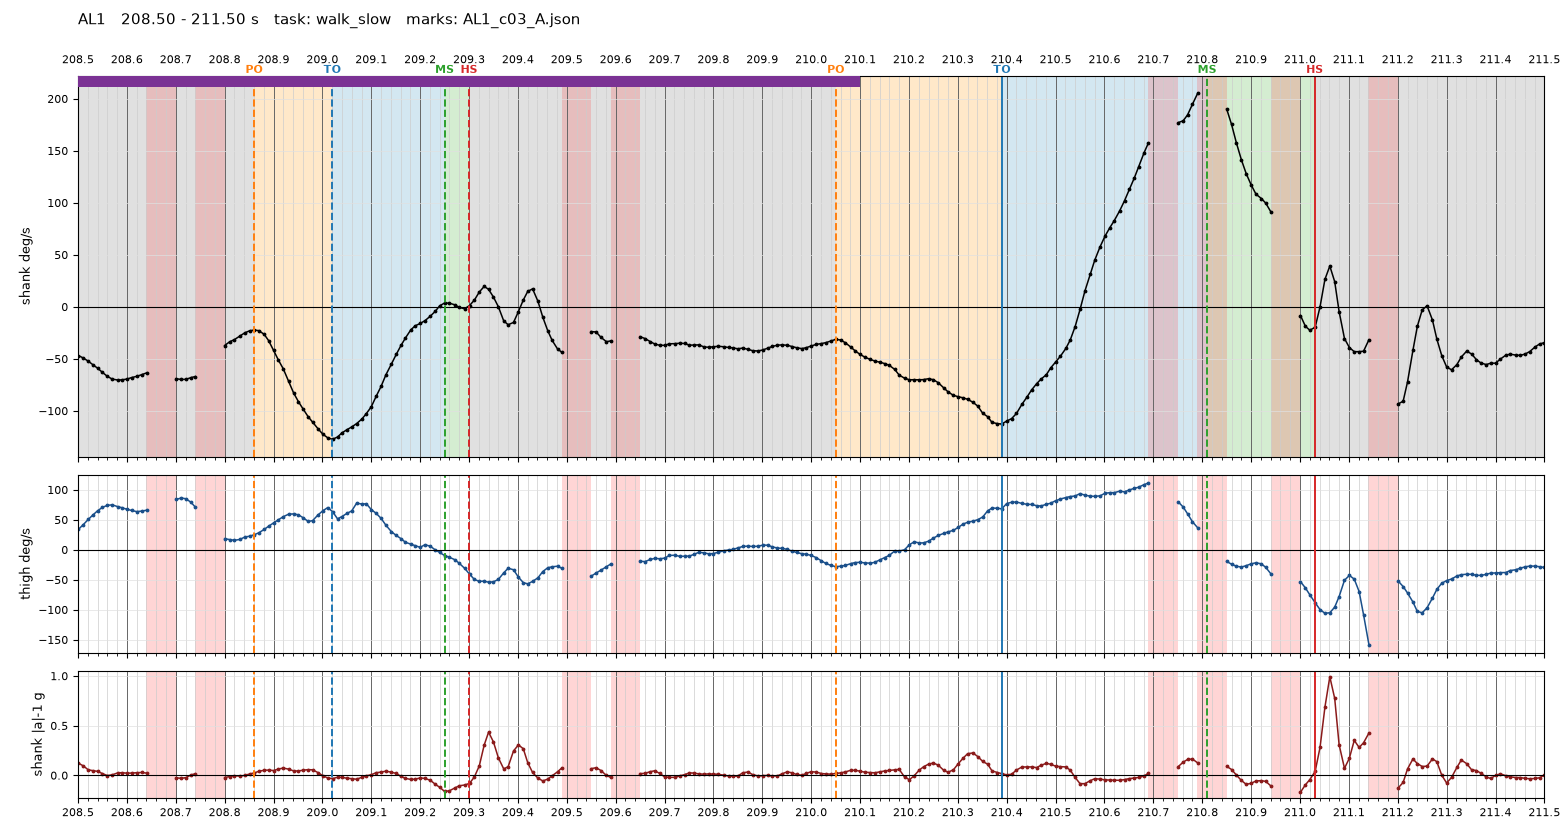 AL1   208.50 - 211.50 s   task: walk_slow   marks: AL1_c03_A.json
208.5 208.6 208.7 208.8 208.9 209.0 209.1 209.2 209.3 209.4 209.5 209.6 209.7 209.8 209.9 210.0 210.1 210.2 210.3 210.4 210.5 210.6 210.7 210.8 210.9 211.0 211.1 211.2 211.3 211.4 211.5
PO TO MS HS PO TO MS HS
shank deg/s
200
150
100
50
0
−50
−100
thigh deg/s
100
50
0
−50
−100
−150
shank |a|-1 g
1.0
0.5
0.0
208.5 208.6 208.7 208.8 208.9 209.0 209.1 209.2 209.3 209.4 209.5 209.6 209.7 209.8 209.9 210.0 210.1 210.2 210.3 210.4 210.5 210.6 210.7 210.8 210.9 211.0 211.1 211.2 211.3 211.4 211.5